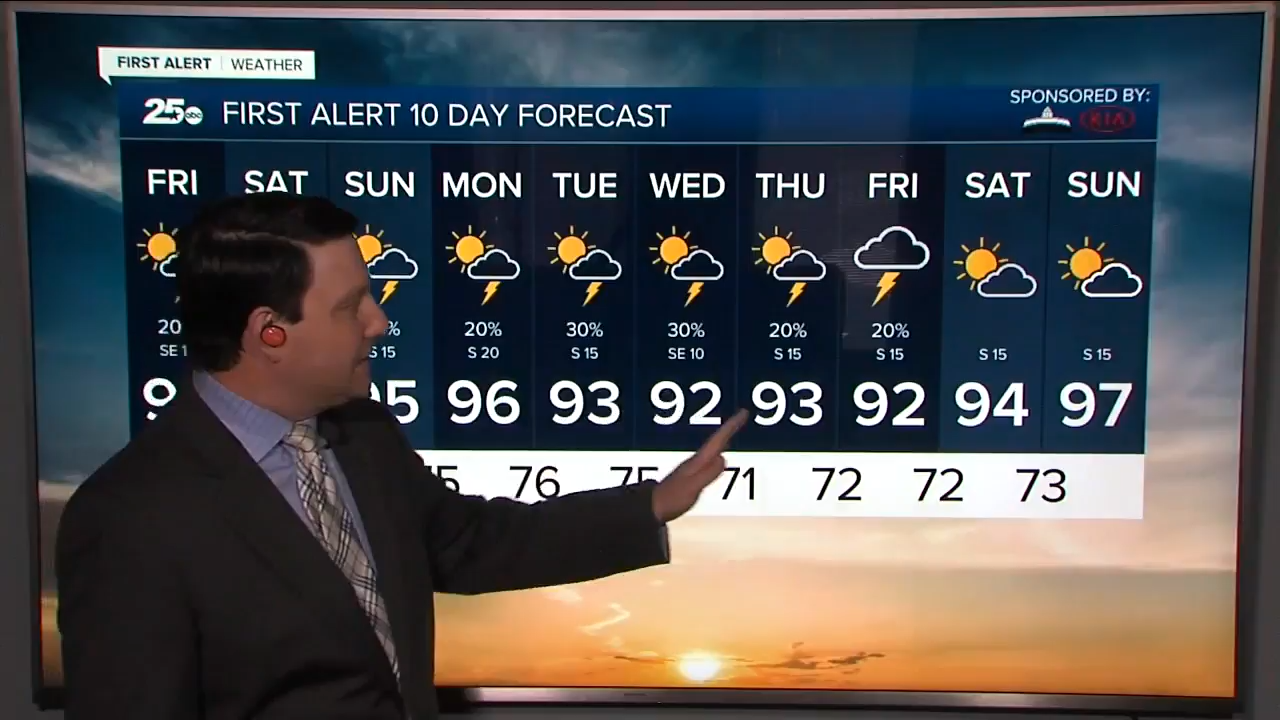 FIRST ALERT | WEATHER
25 abc FIRST ALERT 10 DAY FORECAST
SPONSORED BY:
KIA
FRI SAT SUN MON TUE WED THU FRI SAT SUN
20% 30% 30% 20% 20%
S 15 S 20 S 15 SE 10 S 15 S 15 S 15 S 15
96 93 92 93 92 94 97
76 75 71 72 72 73